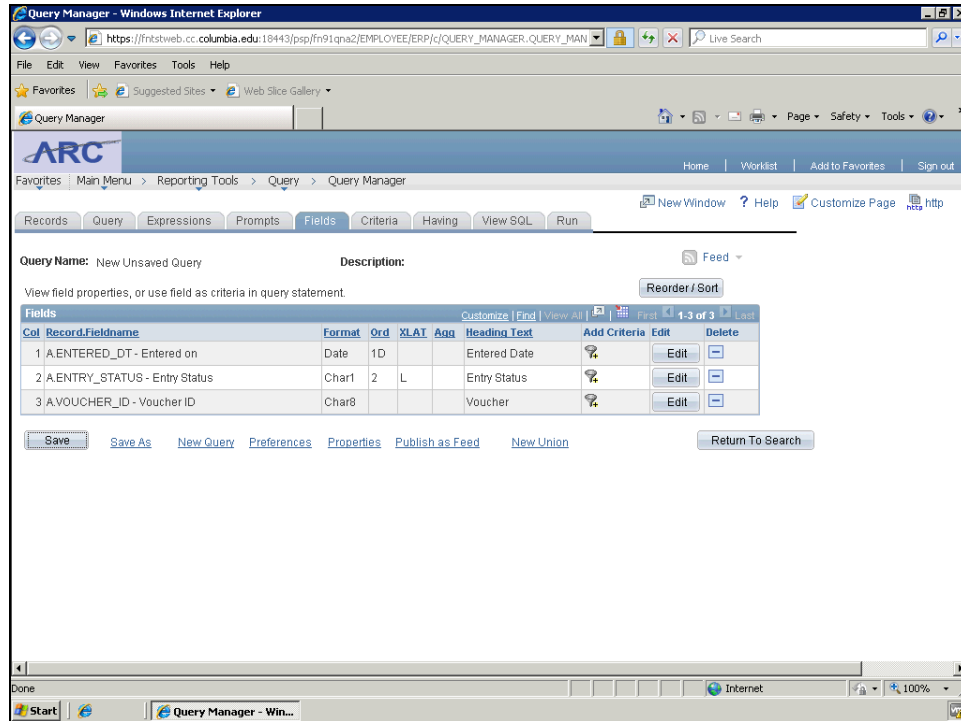 Query Manager - Windows Internet Explorer
https://fntstweb.cc.columbia.edu:18443/psp/fn91qna2/EMPLOYEE/ERP/c/QUERY_MANAGER.QUERY_MAN
Live Search
File Edit View Favorites Tools Help
Favorites Suggested Sites Web Slice Gallery
Query Manager
Page Safety Tools
ARC
Home | Worklist | Add to Favorites | Sign out
Favorites Main Menu > Reporting Tools > Query > Query Manager
New Window ? Help Customize Page http
Records Query Expressions Prompts Fields Criteria Having View SQL Run
Query Name: New Unsaved Query Description: Feed
View field properties, or use field as criteria in query statement. Reorder / Sort
Fields Customize | Find | View All | First 1-3 of 3 Last
Col Record.Fieldname Format Ord XLAT Agg Heading Text Add Criteria Edit Delete
1 A.ENTERED_DT - Entered on Date 1D Entered Date Edit
2 A.ENTRY_STATUS - Entry Status Char1 2 L Entry Status Edit
3 A.VOUCHER_ID - Voucher ID Char8 Voucher Edit
Save Save As New Query Preferences Properties Publish as Feed New Union Return To Search
Done Internet 100%
Start Query Manager - Win...